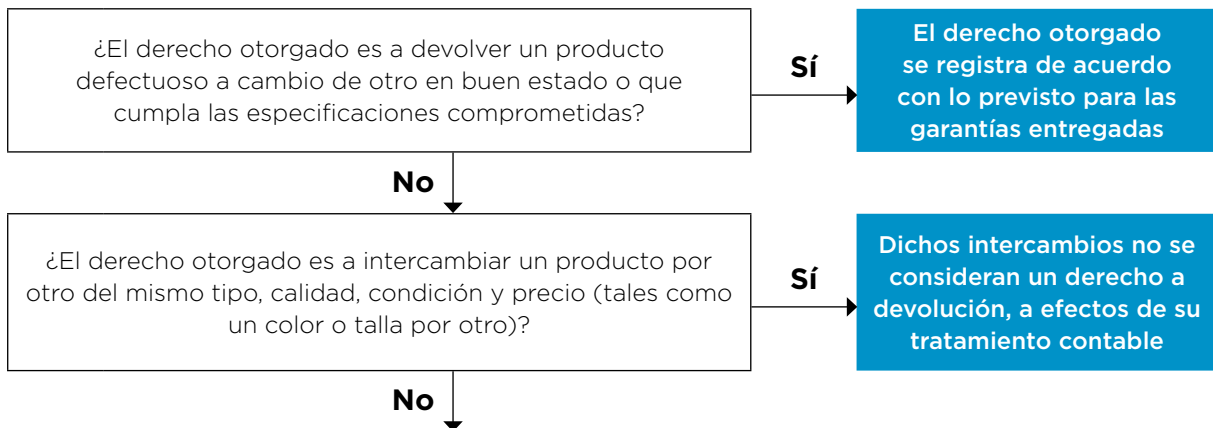 ¿El derecho otorgado es a devolver un producto
defectuoso a cambio de otro en buen estado o que
cumpla las especificaciones comprometidas?
Sí
El derecho otorgado
se registra de acuerdo
con lo previsto para las
garantías entregadas
No
¿El derecho otorgado es a intercambiar un producto por
otro del mismo tipo, calidad, condición y precio (tales como
un color o talla por otro)?
Sí
Dichos intercambios no se
consideran un derecho a
devolución, a efectos de su
tratamiento contable
No